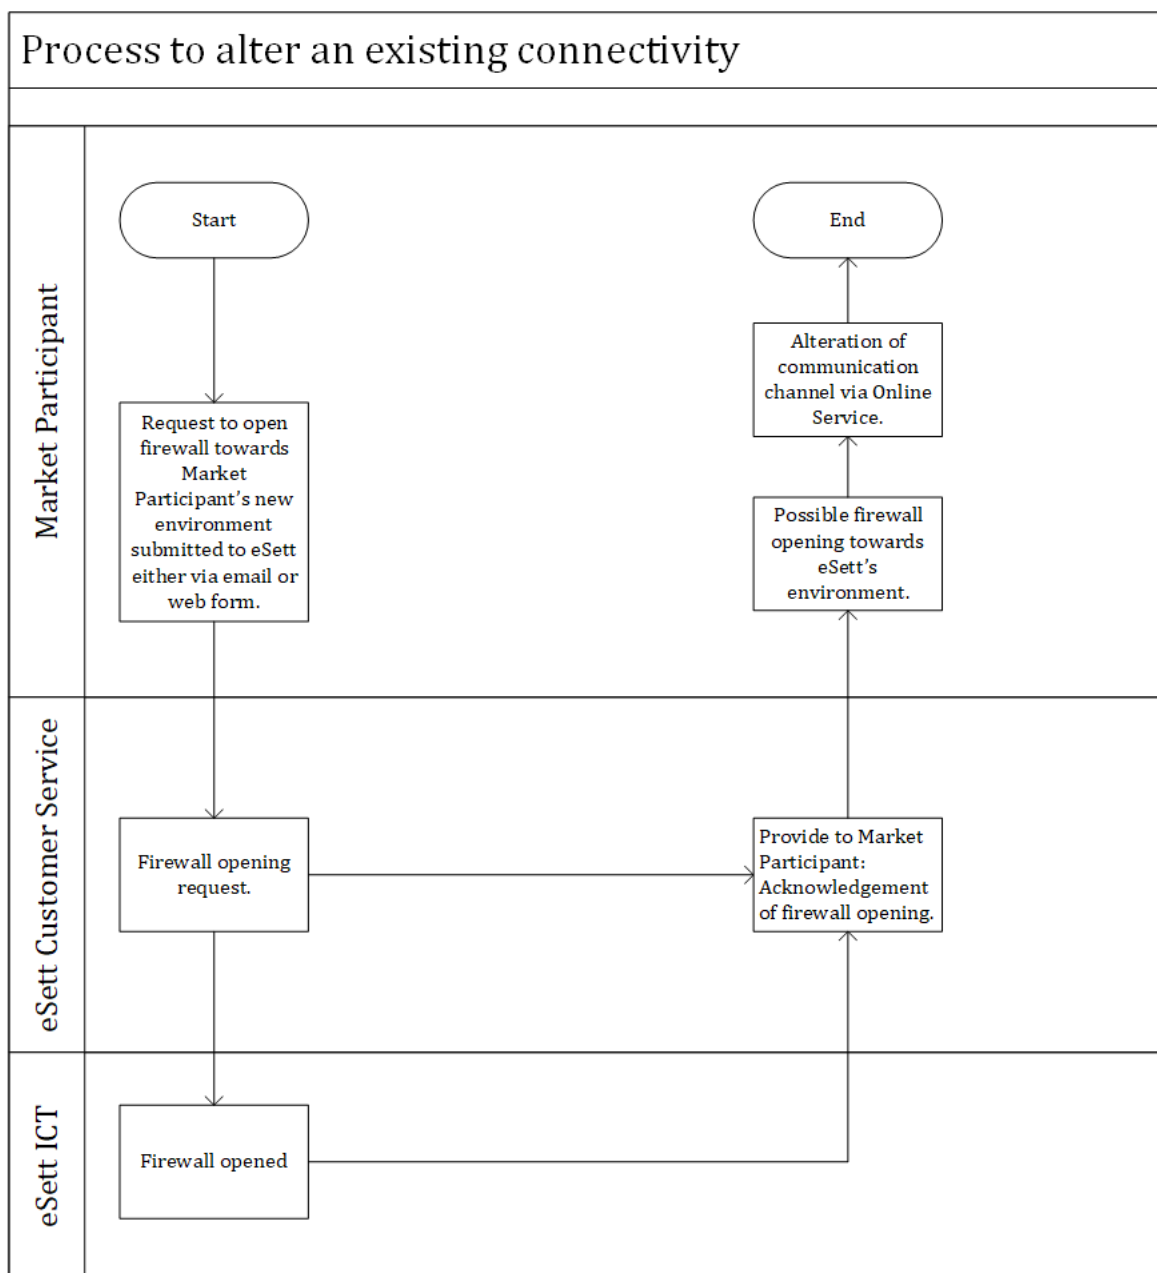 Process to alter an existing connectivity
Market Participant
Start
Request to open
firewall towards
Market
Participant’s new
environment
submitted to eSett
either via email or
web form.
End
Alteration of
communication
channel via Online
Service.
Possible firewall
opening towards
eSett’s
environment.
eSett Customer Service
Firewall opening
request.
Provide to Market
Participant:
Acknowledgement
of firewall opening.
eSett ICT
Firewall opened